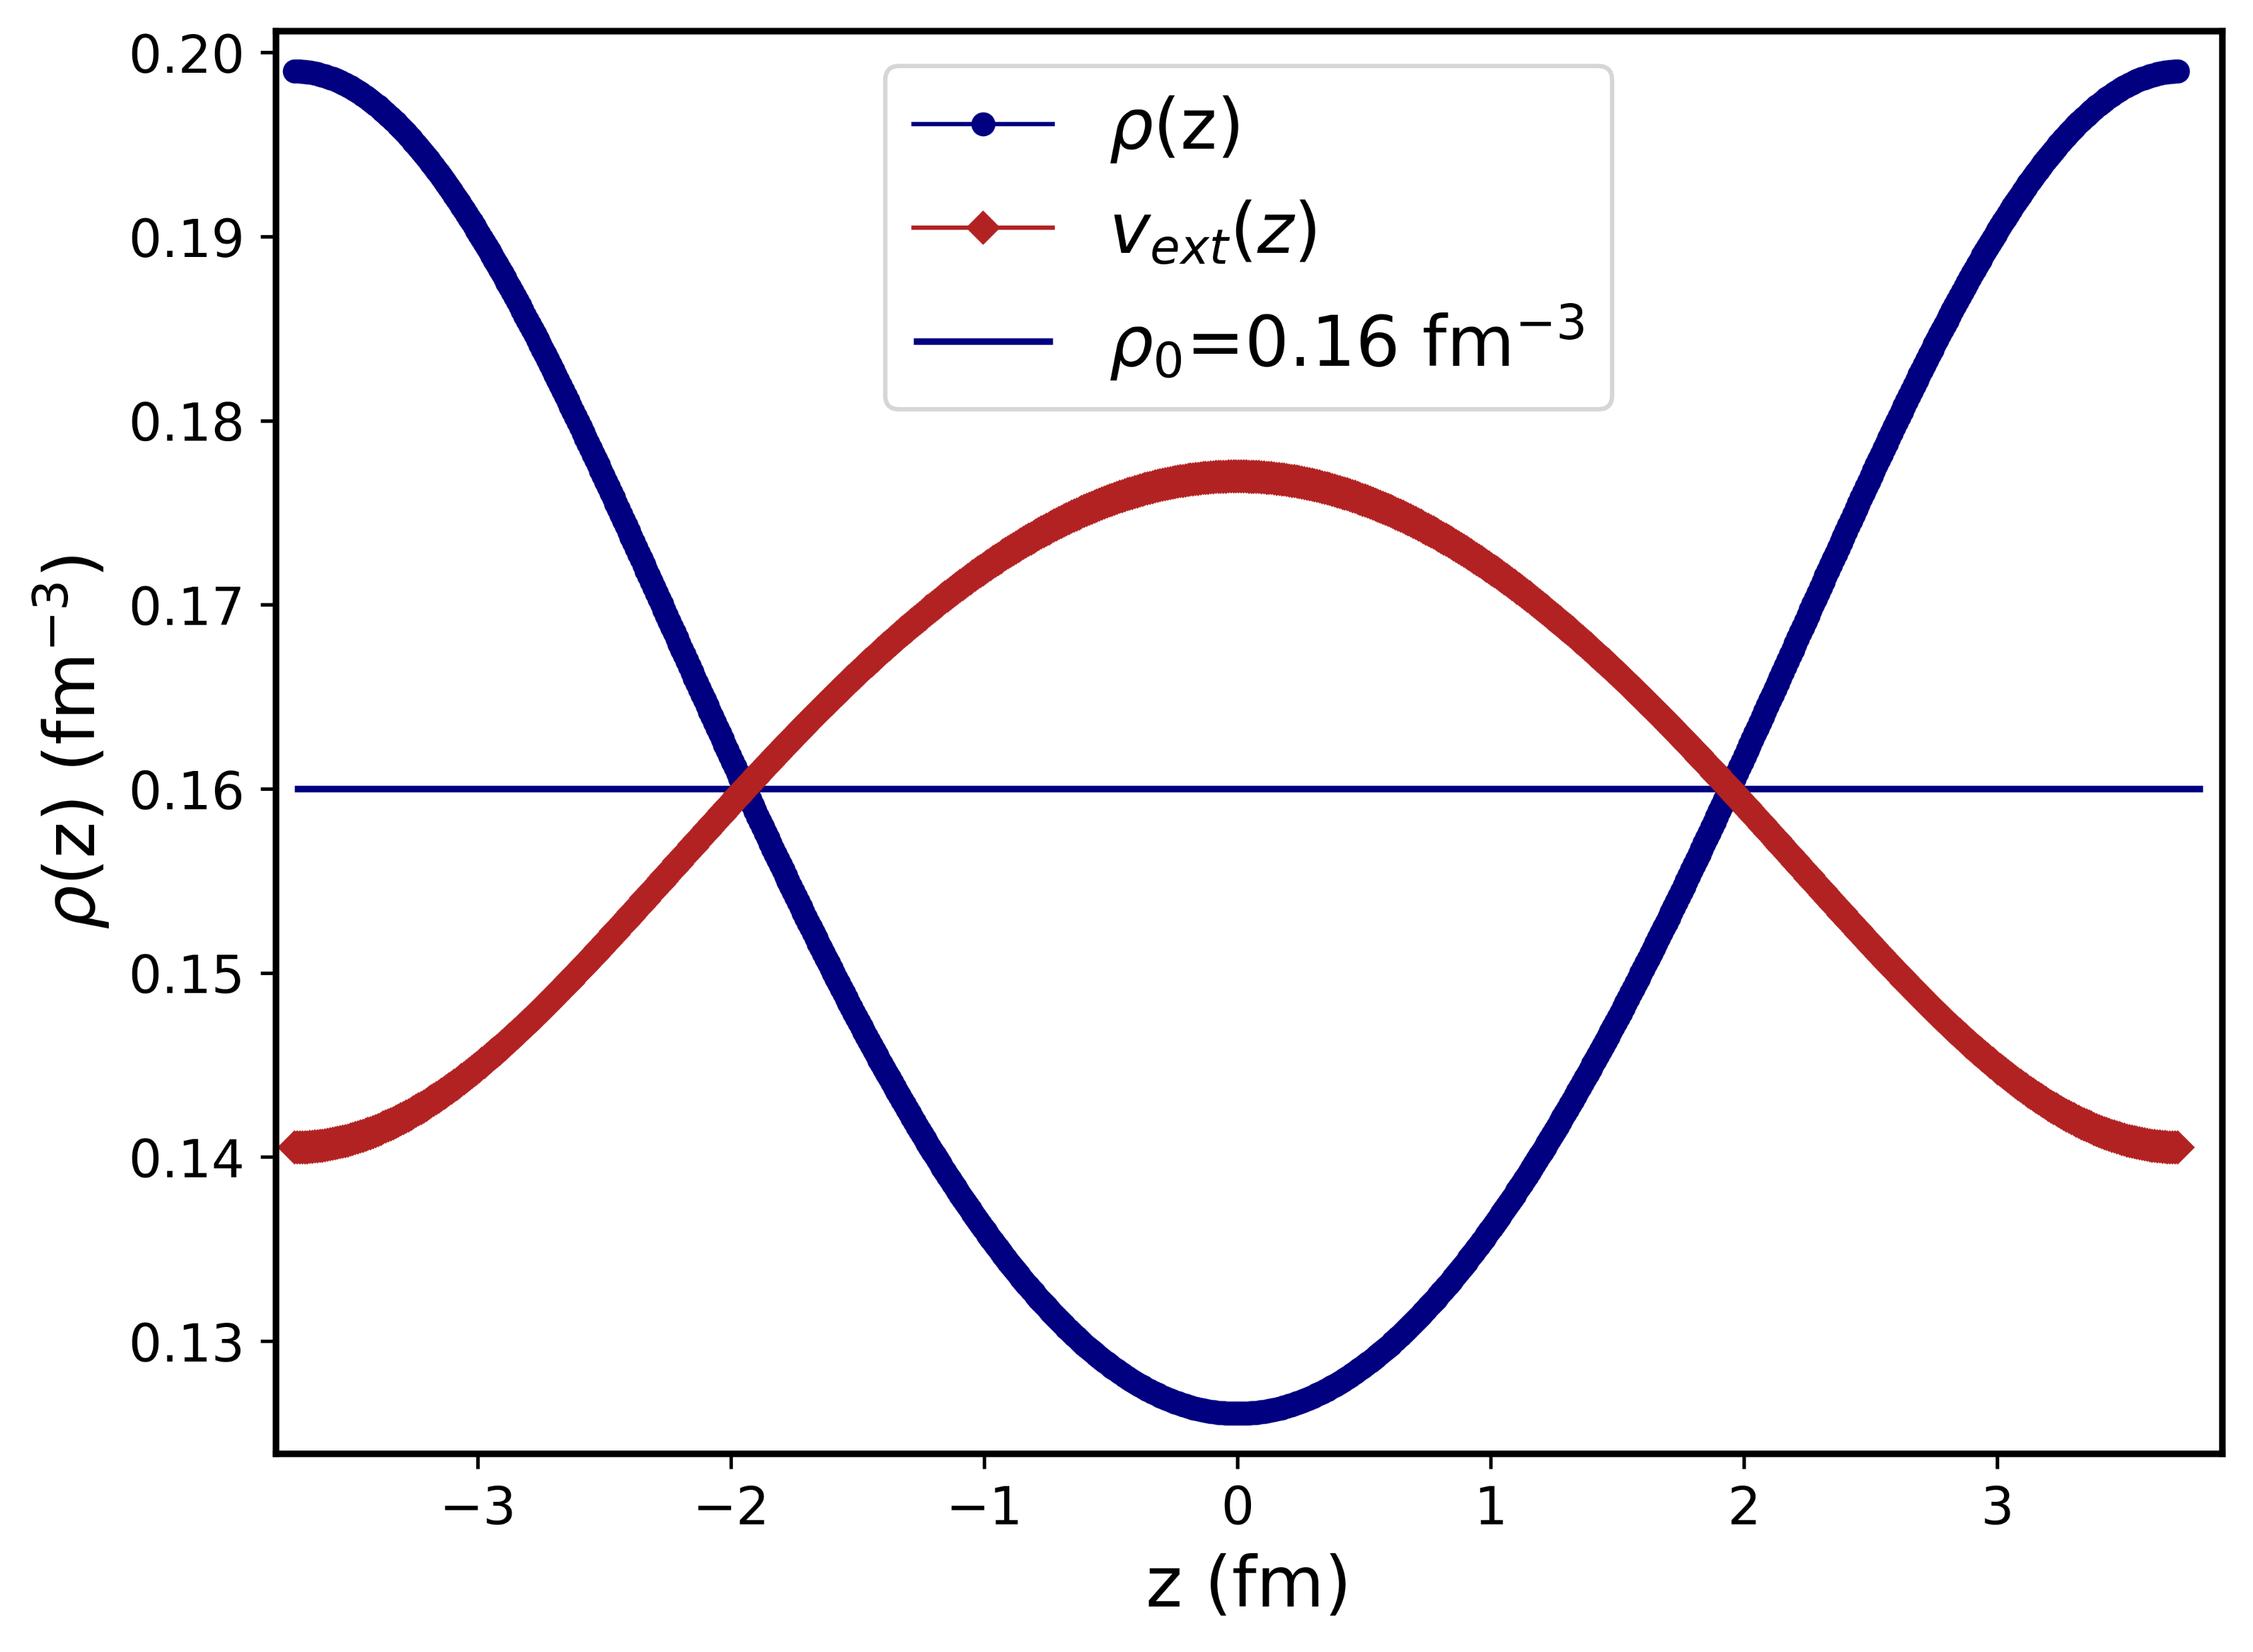 ρ(z)
v_ext(z)
ρ₀=0.16 fm⁻³
ρ(z) (fm⁻³)
0.20
0.19
0.18
0.17
0.16
0.15
0.14
0.13
−3 −2 −1 0 1 2 3
z (fm)